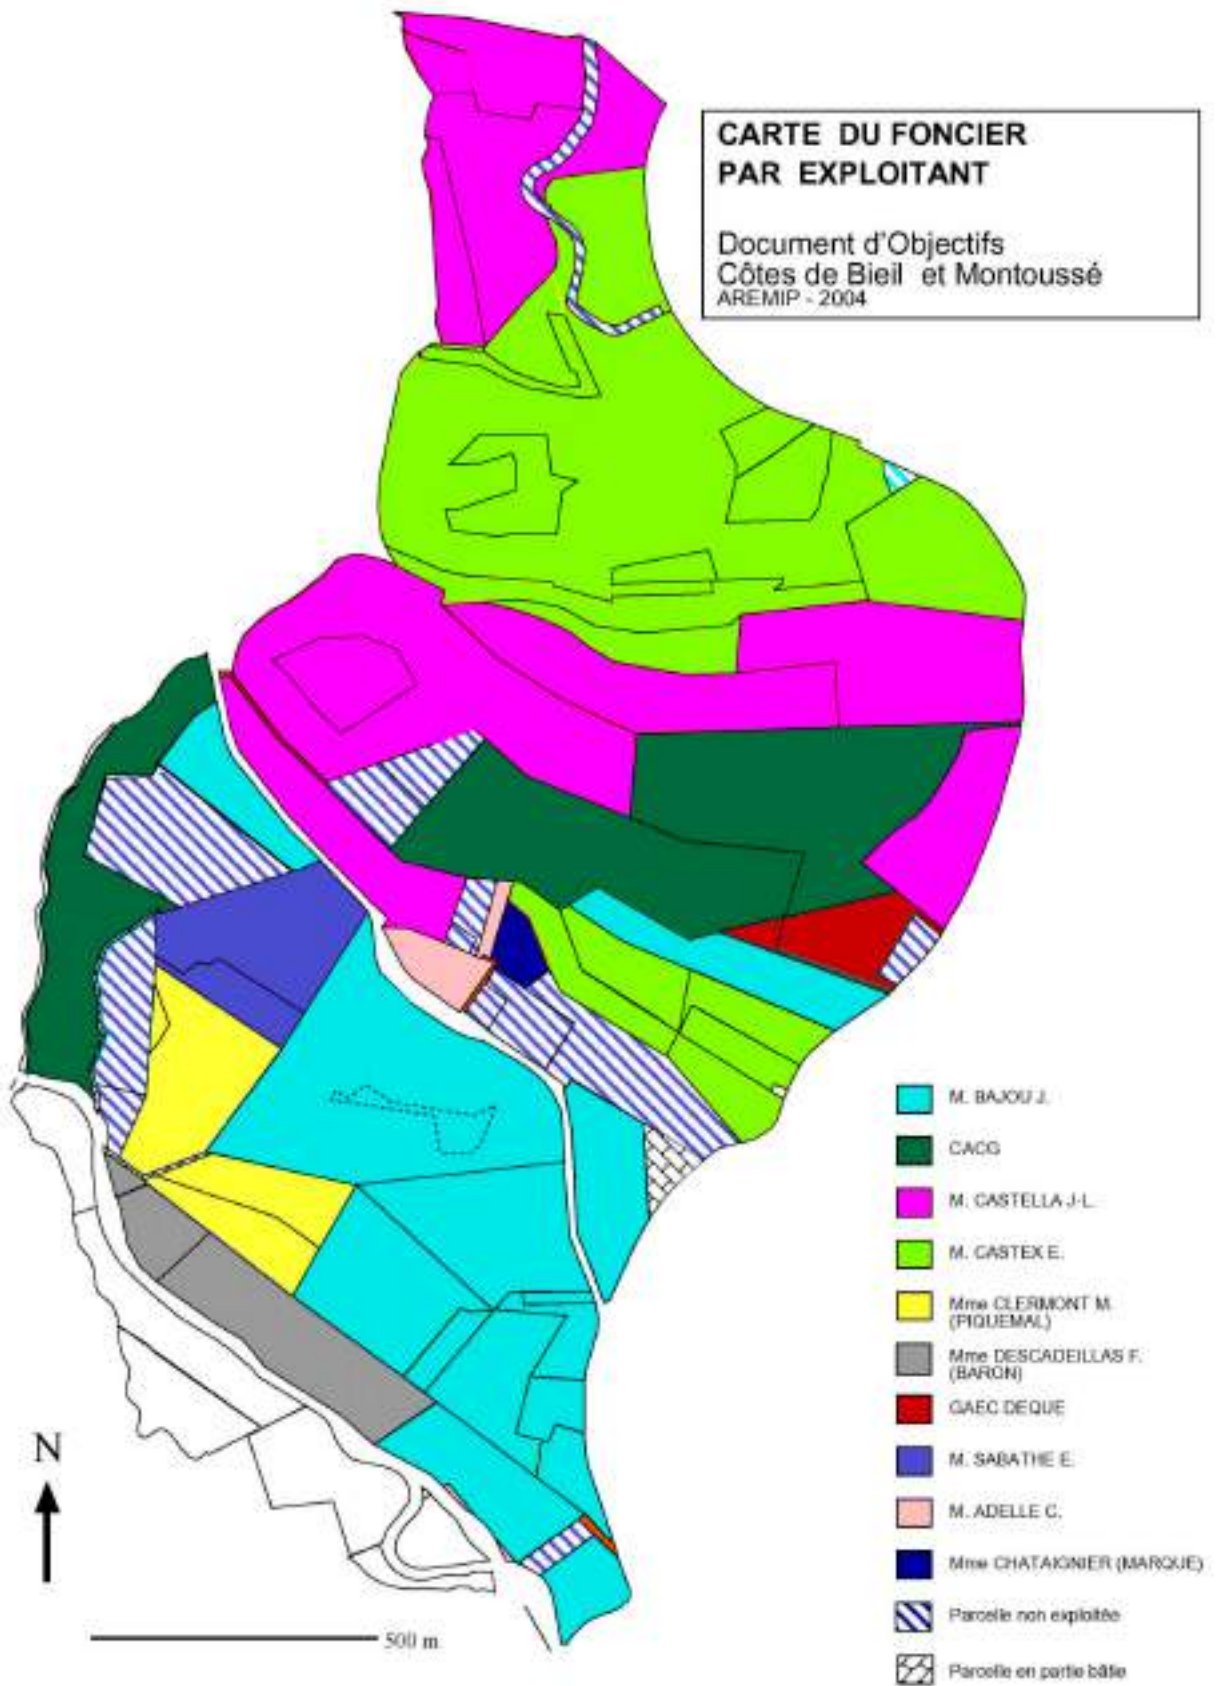 CARTE DU FONCIER
PAR EXPLOITANT
Document d'Objectifs
Côtes de Bieil et Montoussé
AREMIP - 2004
M. BAJOU J.
CACG
M. CASTELLA J-L.
M. CASTEX E.
Mme CLERMONT M.
(PIQUEMAL)
Mme DESCADEILLAS F.
(BARON)
GAEC DEQUE
M. SABATHE E.
M. ADELLE C.
Mme CHATAIGNIER (MARQUE)
Parcelle non exploitée
Parcelle en partie bâtie
N
500 m